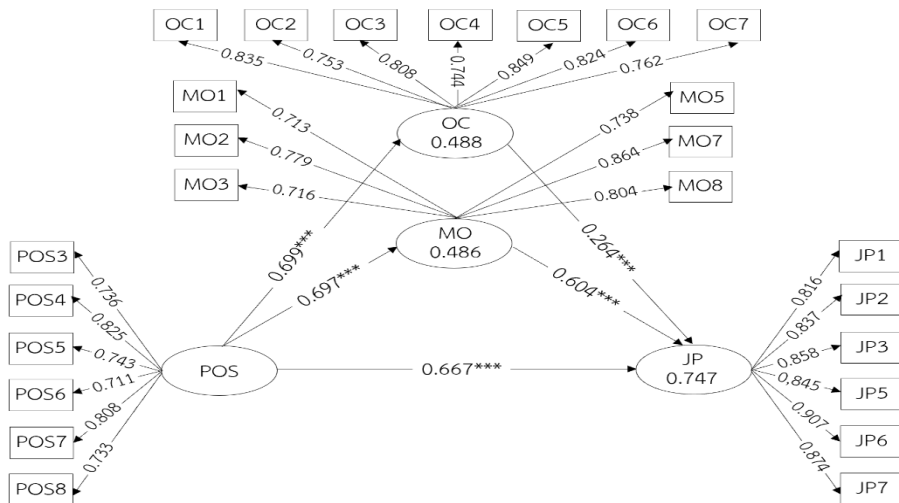 OC1 OC2 OC3 OC4 OC5 OC6 OC7
0.835 0.753 0.808 0.744 0.849 0.824 0.762
MO1 MO5
0.713 0.738
OC
0.488
MO2 MO7
0.779 0.864
MO3 MO8
0.716 0.804
MO
0.486
0.699*** 0.264***
0.697*** 0.604***
POS3 JP1
0.736 0.816
POS4 JP2
0.825 0.837
POS5 JP3
0.743 0.858
POS JP
0.747
0.667***
POS6 JP5
0.711 0,845
POS7 JP6
0.808 0.907
POS8 JP7
0.733 0.874